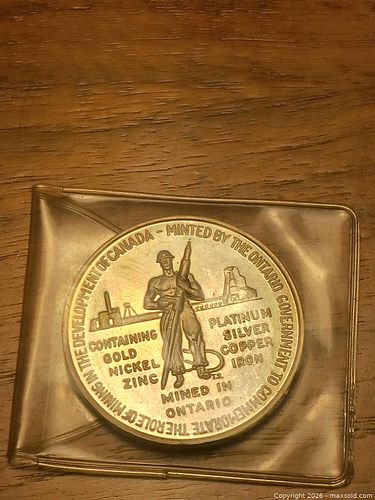 MINTED BY THE ONTARIO GOVERNMENT TO COMMEMORATE THE ROLE OF MINING IN THE DEVELOPMENT OF CANADA -
CONTAINING
GOLD
NICKEL
ZINC
PLATINUM
SILVER
COPPER
IRON
T.S.
MINED IN
ONTARIO
Copyright © 2026 - maxsold.com